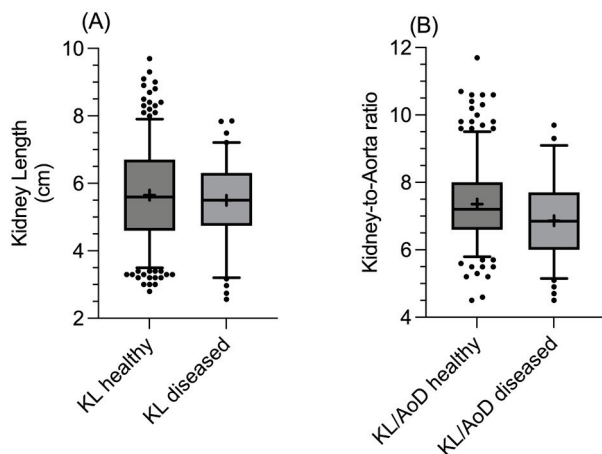 (A)
Kidney Length
(cm)
10
8
6
4
2
KL healthy
KL diseased
(B)
Kidney-to-Aorta ratio
12
10
8
6
4
KL/AoD healthy
KL/AoD diseased